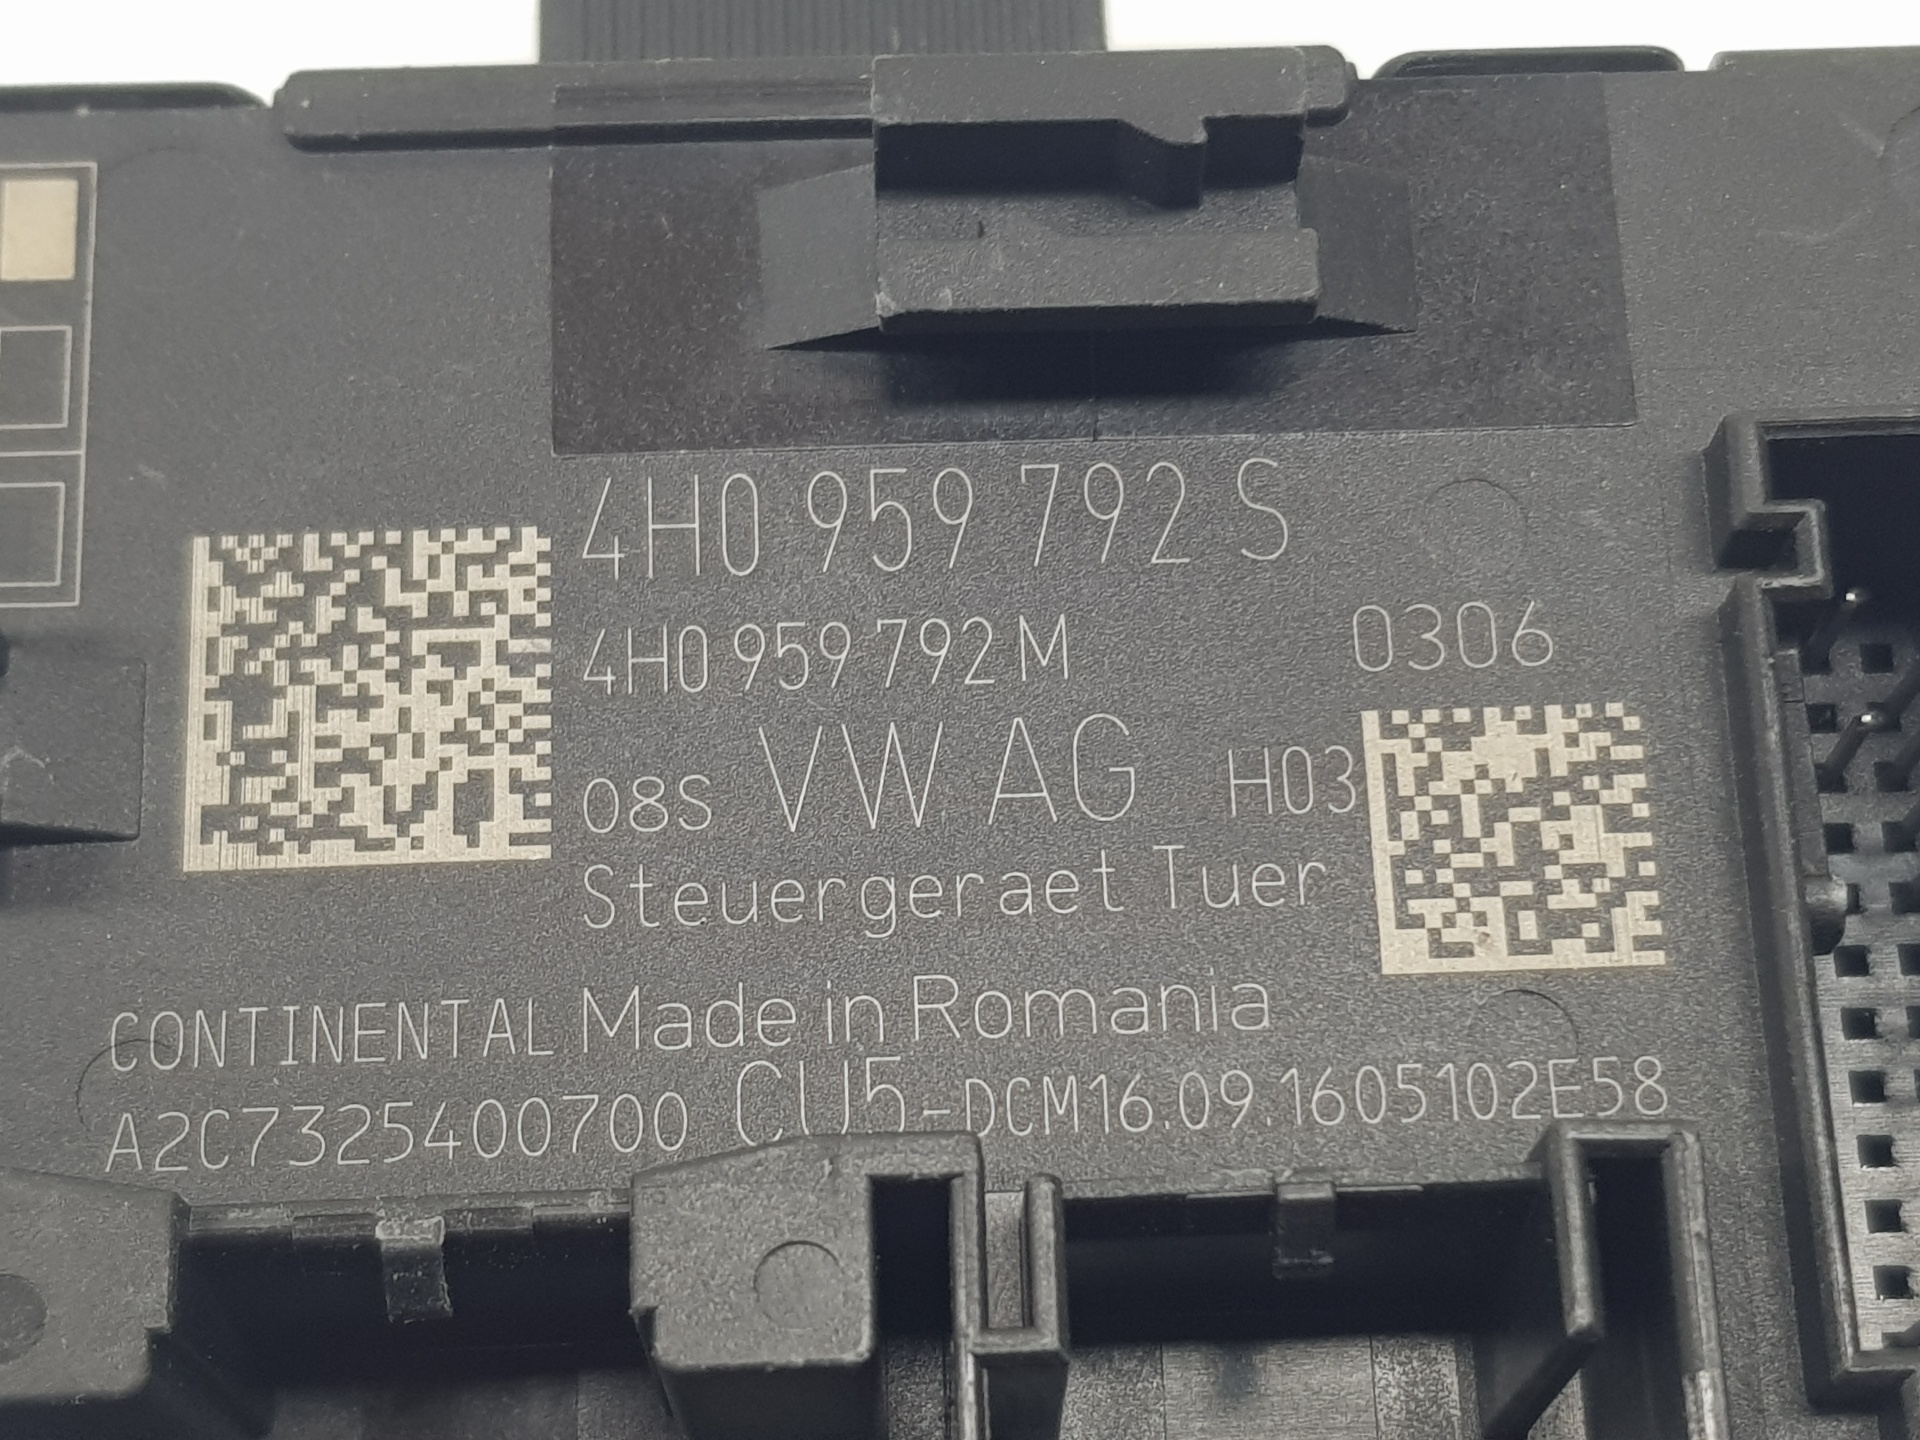 4H0 959 792 S
4H0 959 792 M 0306
08S VW AG H03
Steuergeraet Tuer
CONTINENTAL Made in Romania
A2C7325400700 CU5-DCM16.09.1605102E58